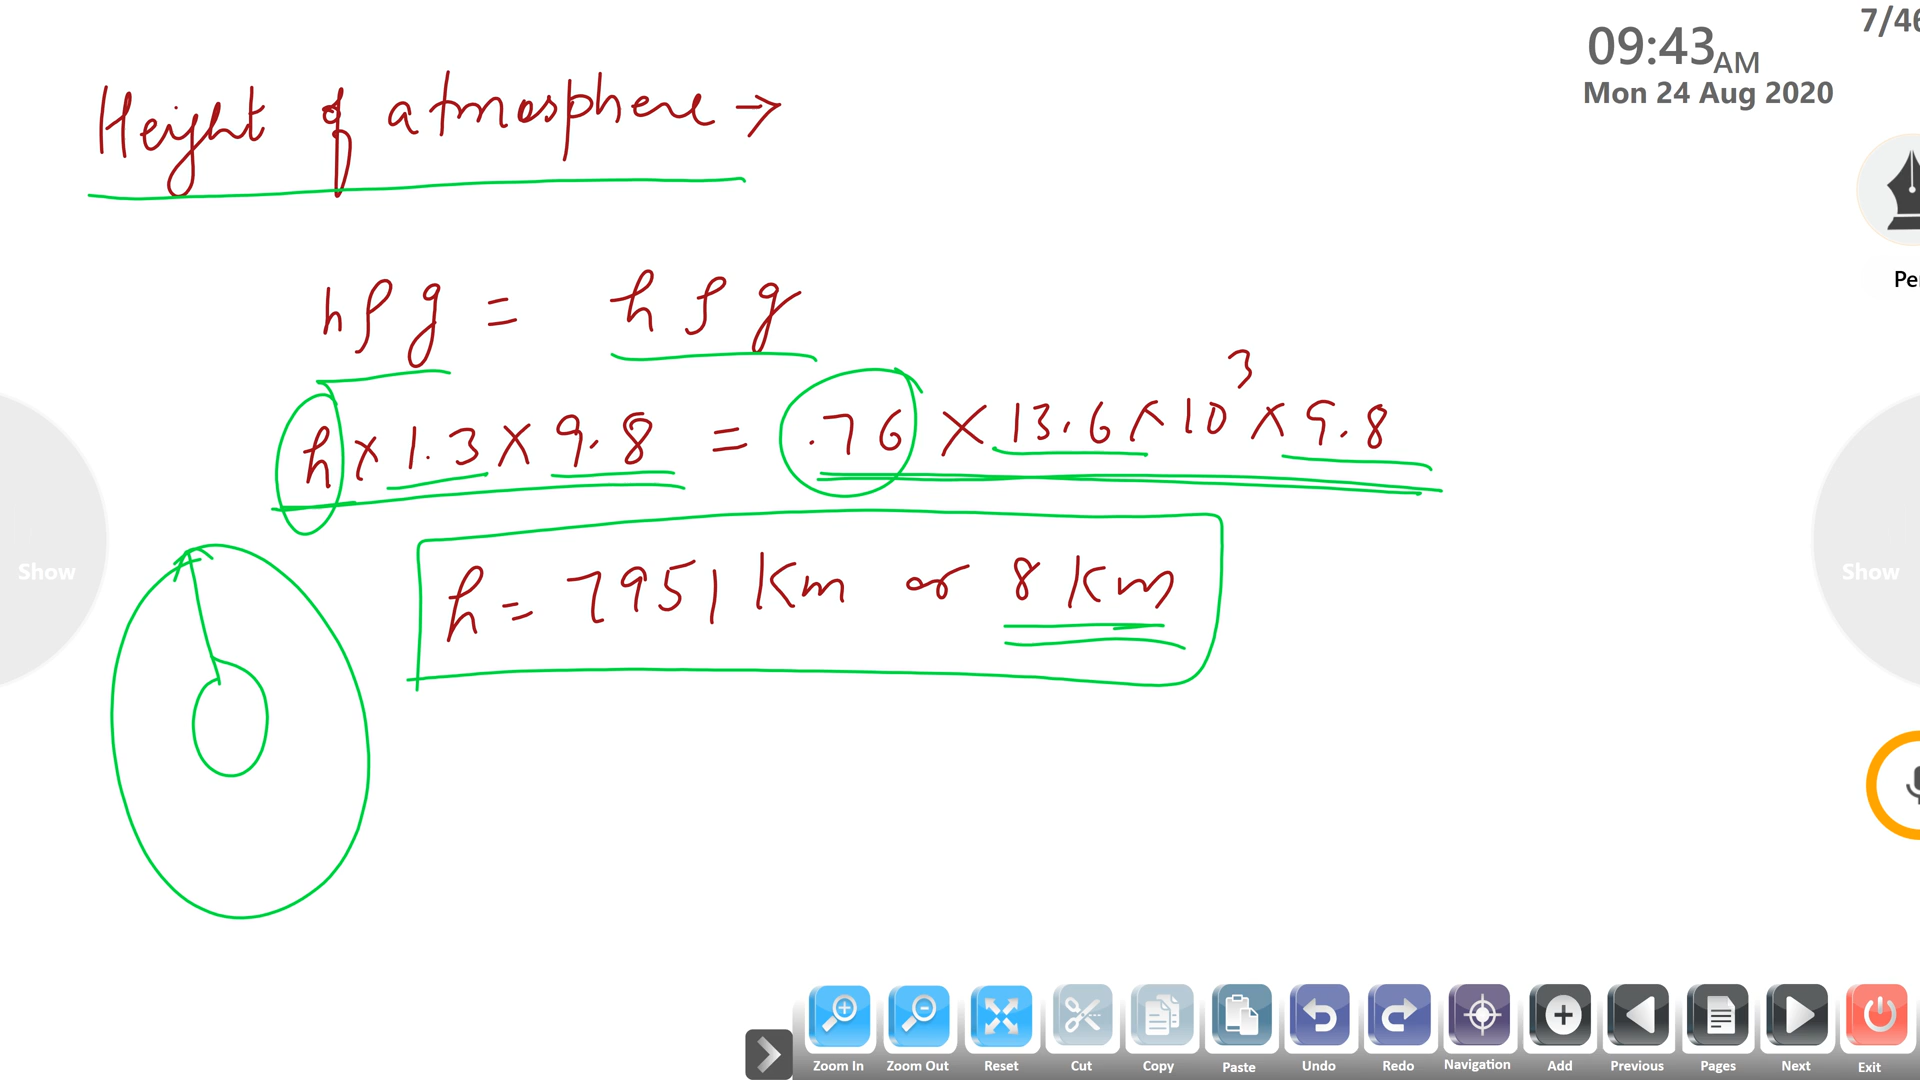 7/46
09:43AM
Mon 24 Aug 2020
Height of atmosphere →
hρg = hρg
h × 1.3 × 9.8 = .76 × 13.6 × 10³ × 9.8
h = 7951 Km or 8 Km
Show
Show
Zoom In
Zoom Out
Reset
Cut
Copy
Paste
Undo
Redo
Navigation
Add
Previous
Pages
Next
Exit